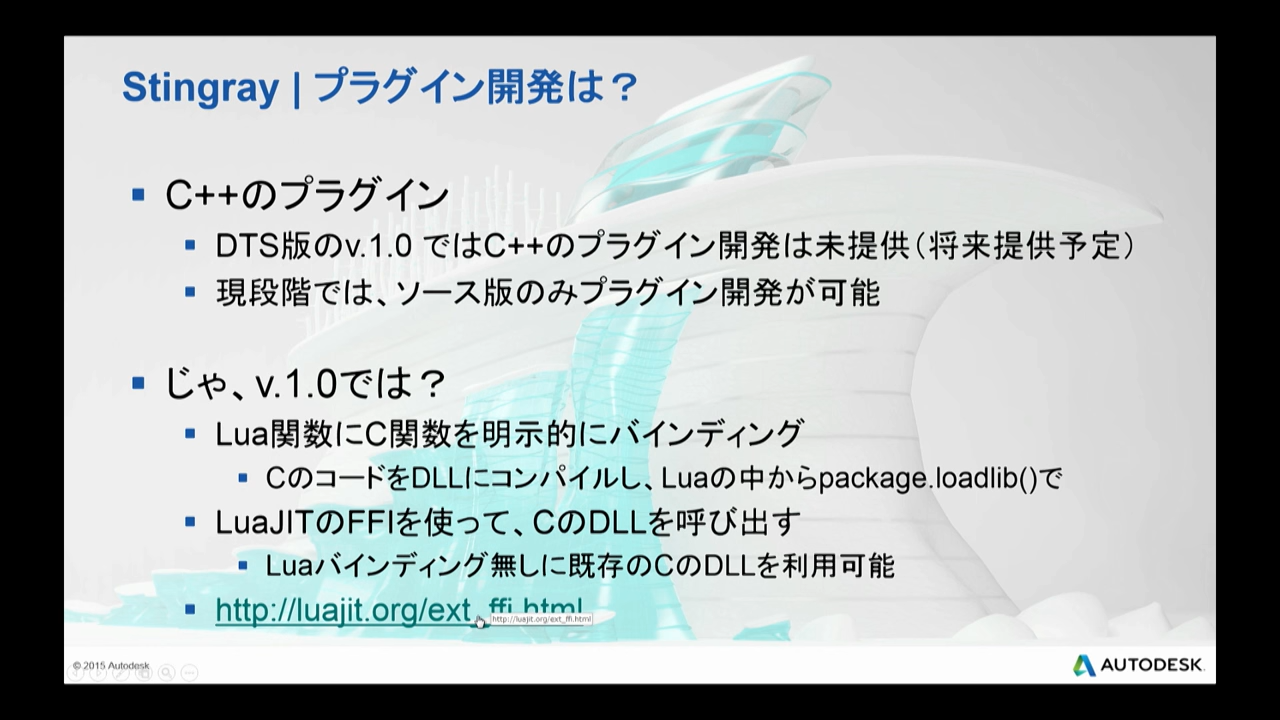 Stingray | プラグイン開発は？
C++のプラグイン
DTS版のv.1.0 ではC++のプラグイン開発は未提供（将来提供予定）
現段階では、ソース版のみプラグイン開発が可能
じゃ、v.1.0では？
Lua関数にC関数を明示的にバインディング
CのコードをDLLにコンパイルし、Luaの中からpackage.loadlib()で
LuaJITのFFIを使って、CのDLLを呼び出す
Luaバインディング無しに既存のCのDLLを利用可能
http://luajit.org/ext_ffi.html
http://luajit.org/ext_ffi.html
© 2015 Autodesk
AUTODESK.